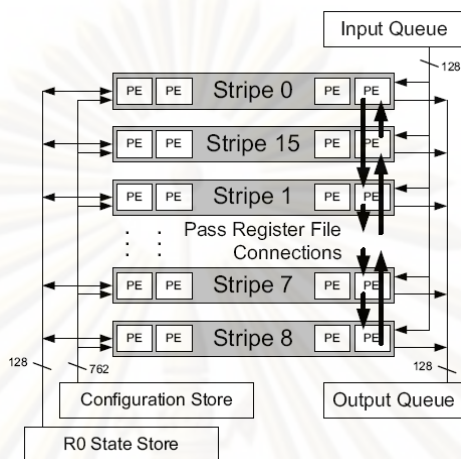 Input Queue
128
PE PE Stripe 0 PE PE
PE PE Stripe 15 PE PE
PE PE Stripe 1 PE PE
Pass Register File
Connections
PE PE Stripe 7 PE PE
PE PE Stripe 8 PE PE
128
762
128
Configuration Store
Output Queue
R0 State Store